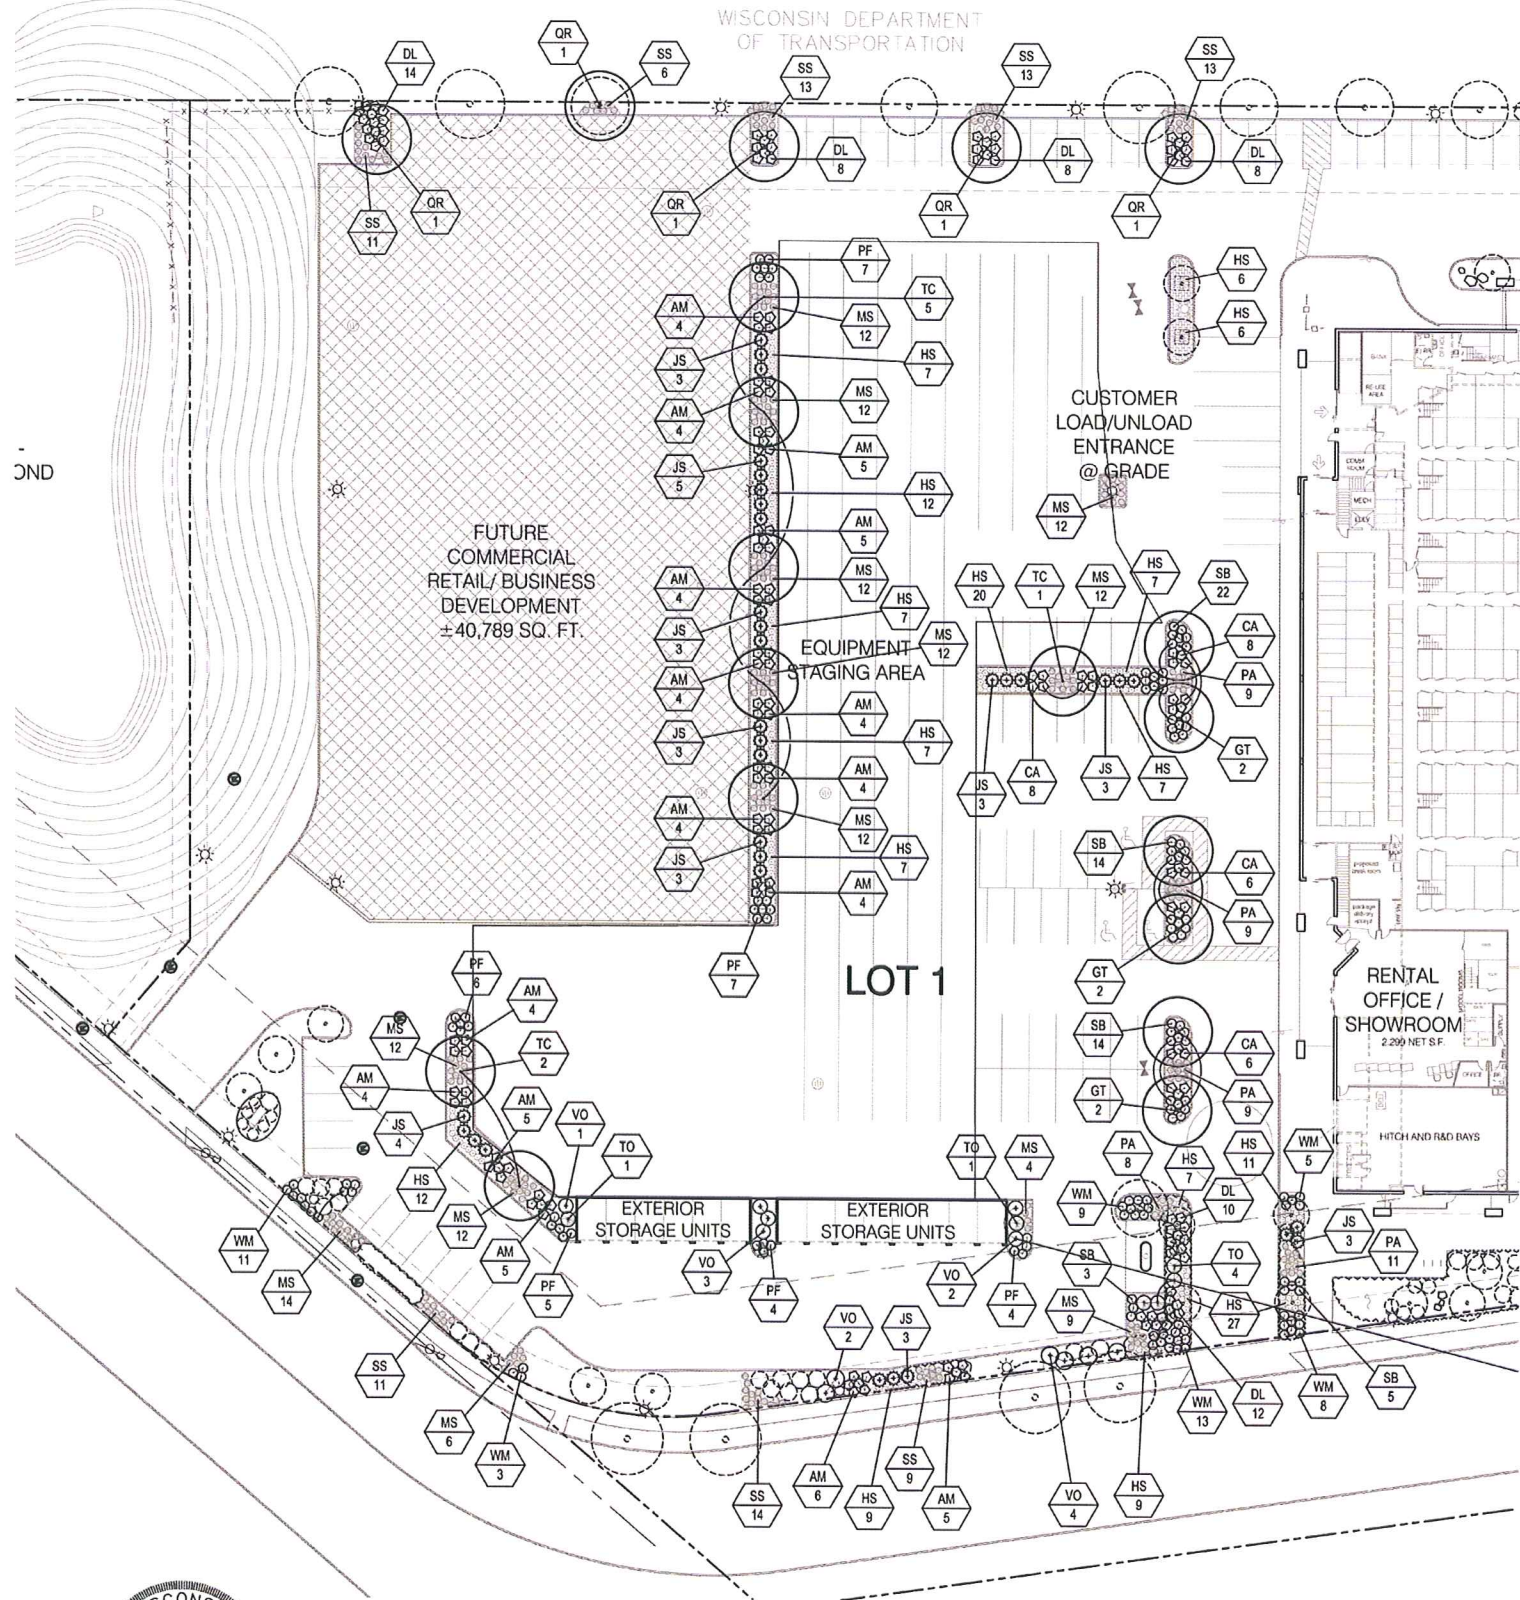 WISCONSIN DEPARTMENT
OF TRANSPORTATION
DL
14
QR
1
SS
6
SS
13
SS
13
SS
13
DL
8
DL
8
DL
8
QR
1
SS
11
QR
1
QR
1
QR
1
PF
7
HS
6
TC
5
AM
4
MS
12
HS
6
JS
3
HS
7
AM
4
MS
12
CUSTOMER
LOAD/UNLOAD
ENTRANCE
@ GRADE
OND
JS
5
AM
5
HS
12
MS
12
FUTURE
COMMERCIAL
RETAIL/ BUSINESS
DEVELOPMENT
±40,789 SQ. FT.
AM
5
AM
4
MS
12
HS
20
TC
1
MS
12
HS
7
SB
22
JS
3
HS
7
EQUIPMENT
STAGING AREA
MS
12
CA
8
AM
4
PA
9
JS
3
AM
4
HS
7
GT
2
JS
3
CA
8
JS
3
HS
7
AM
4
AM
4
MS
12
JS
3
HS
7
AM
4
SB
14
CA
6
PA
9
PF
7
LOT 1
GT
2
RENTAL
OFFICE /
SHOWROOM
2,299 NET S.F.
OFFICE
HITCH AND R&D BAYS
PF
6
AM
4
MS
12
TC
2
AM
4
JS
4
AM
5
VO
1
TO
1
HS
12
MS
12
AM
5
PF
5
SB
14
CA
6
GT
2
PA
9
TO
1
MS
4
PA
8
HS
7
HS
11
WM
5
WM
9
DL
10
JS
3
PA
11
EXTERIOR
STORAGE UNITS
EXTERIOR
STORAGE UNITS
WM
11
MS
14
VO
3
PF
4
VO
2
PF
4
SB
3
TO
4
MS
9
HS
27
SS
11
MS
6
WM
3
VO
2
JS
3
SS
14
AM
6
HS
9
SS
9
AM
5
VO
4
HS
9
WM
13
DL
12
WM
8
SB
5